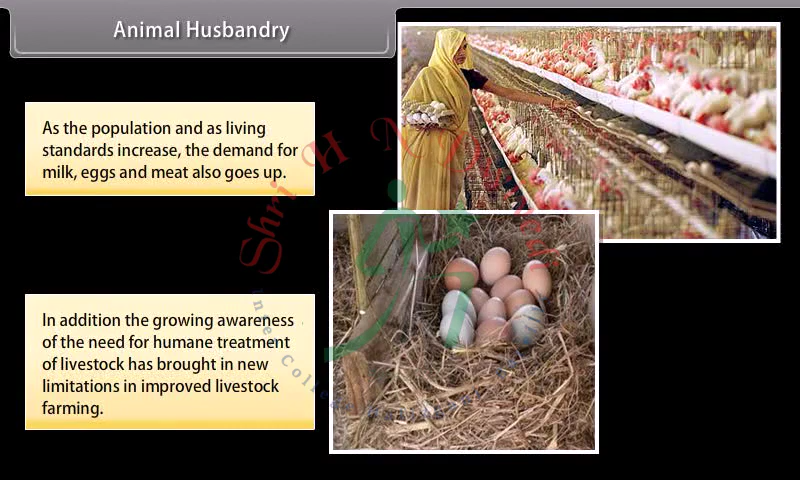 Animal Husbandry
As the population and as living
standards increase, the demand for
milk, eggs and meat also goes up.
In addition the growing awareness
of the need for humane treatment
of livestock has brought in new
limitations in improved livestock
farming.
Shri H